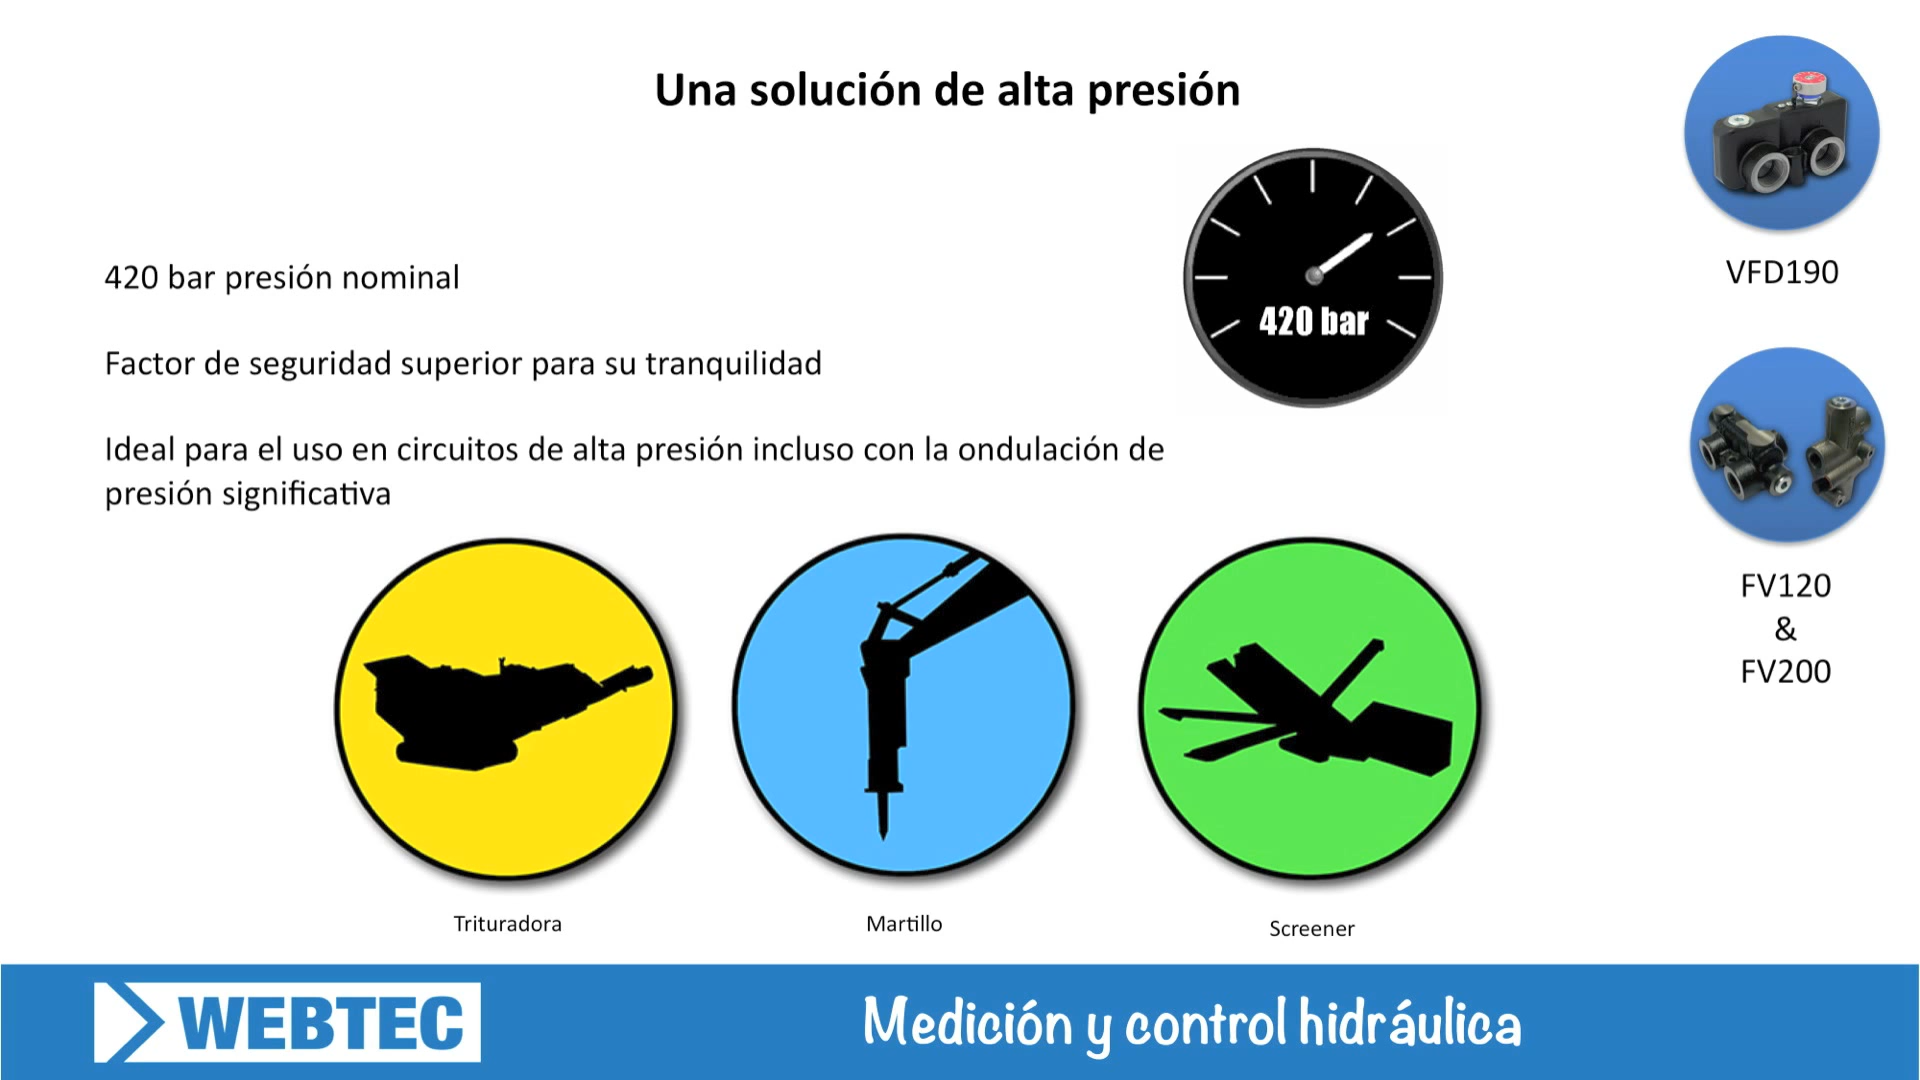 Una solución de alta presión
420 bar presión nominal
Factor de seguridad superior para su tranquilidad
Ideal para el uso en circuitos de alta presión incluso con la ondulación de
presión significativa
420 bar
VFD190
FV120
&
FV200
Trituradora
Martillo
Screener
WEBTEC
Medición y control hidráulica